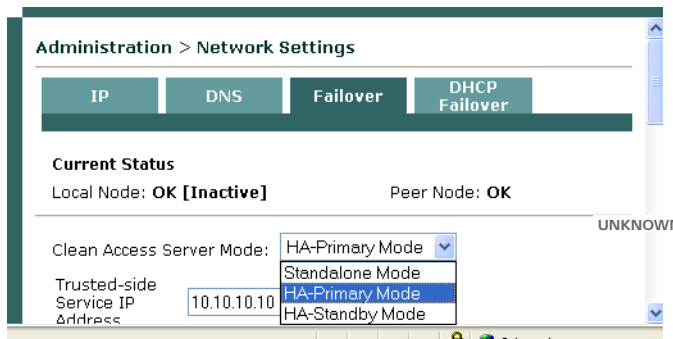 Administration > Network Settings
IP
DNS
Failover
DHCP
Failover
Current Status
Local Node: OK [Inactive]
Peer Node: OK
UNKNOWN
Clean Access Server Mode:
HA-Primary Mode
Standalone Mode
HA-Primary Mode
HA-Standby Mode
Trusted-side
Service IP
Address
10.10.10.10